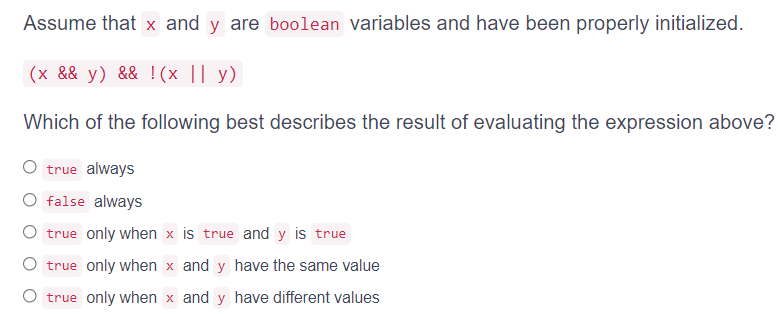 Assume that x and y are boolean variables and have been properly initialized.
(x && y) && !(x || y)
Which of the following best describes the result of evaluating the expression above?
true always
false always
true only when x is true and y is true
true only when x and y have the same value
true only when x and y have different values